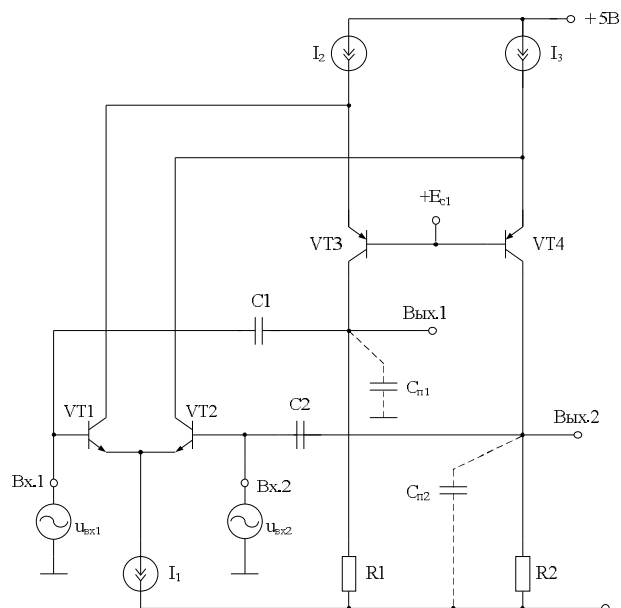 +5В
I2
I3
+Ec1
VT3
VT4
C1
Вых.1
Cп1
VT1
VT2
C2
Вых.2
Вх.1
Вх.2
Cп2
uвх1
uвх2
I1
R1
R2